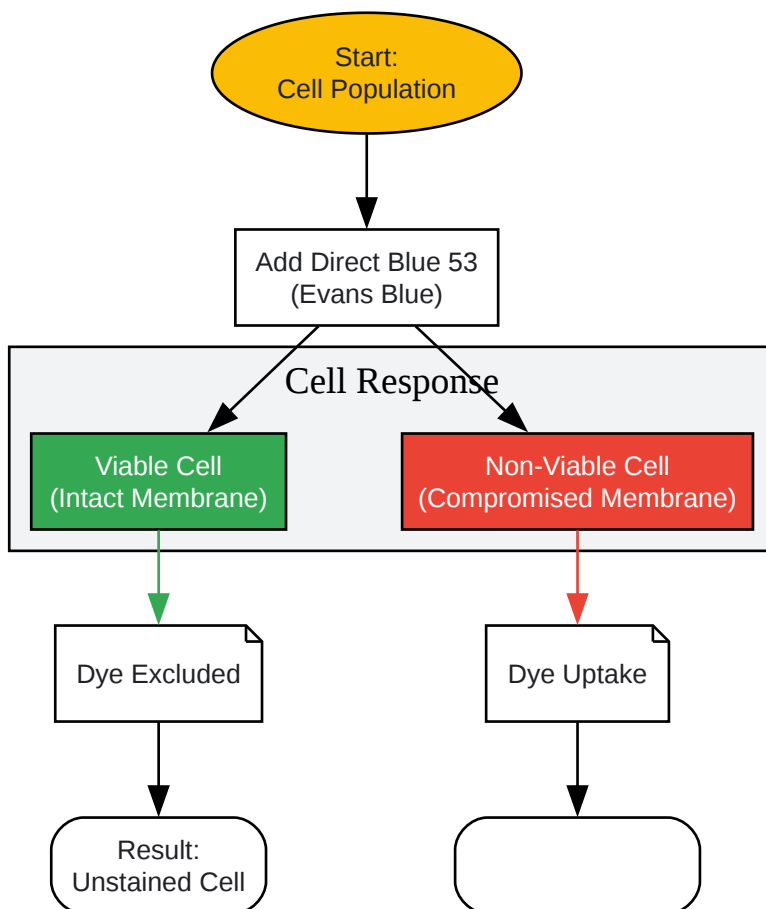 Start:
Cell Population
Add Direct Blue 53
(Evans Blue)
Cell Response
Viable Cell
(Intact Membrane)
Non-Viable Cell
(Compromised Membrane)
Dye Excluded
Dye Uptake
Result:
Unstained Cell